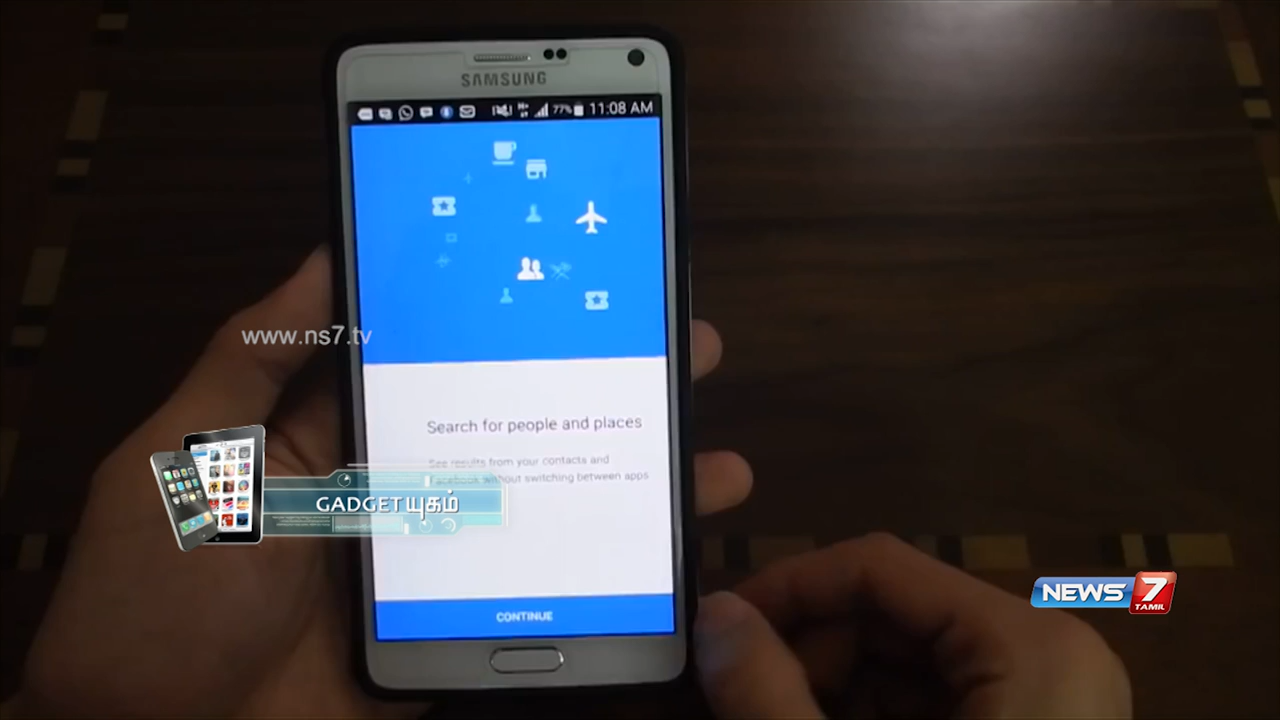 SAMSUNG
77% 11:08 AM
www.ns7.tv
Search for people and places
See results from your contacts and
Facebook without switching between apps
GADGET யுகம்
CONTINUE
NEWS 7
TAMIL